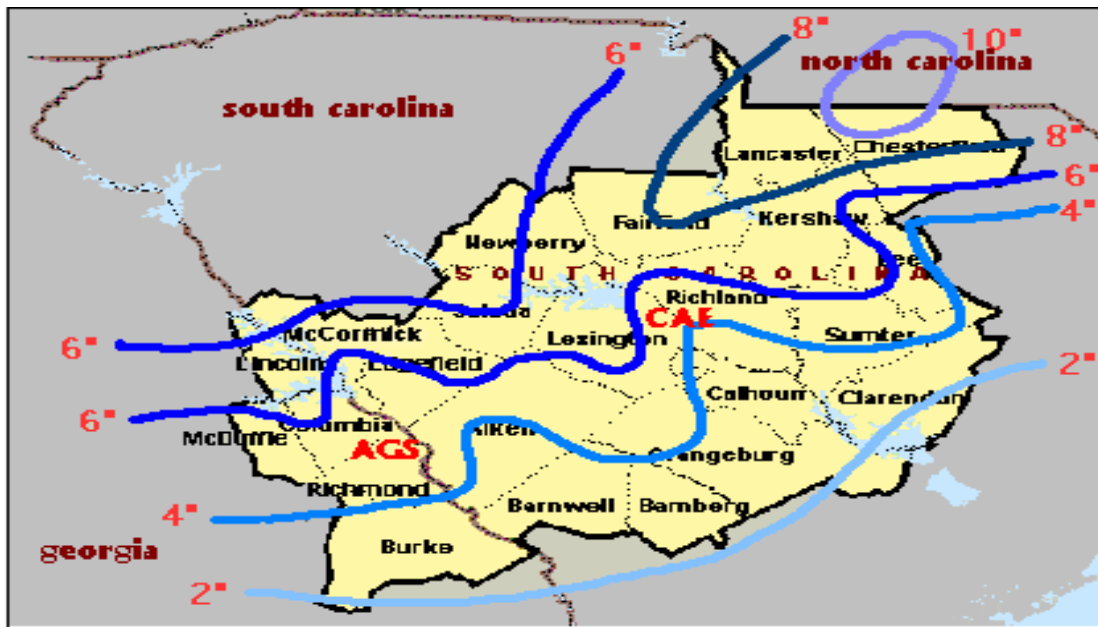 8"
10"
6"
north carolina
south carolina
8"
Lancaster
Chesterfield
6"
Fairfield
Kershaw
4"
Newberry
Lee
SOUTH CAROLINA
Richland
Saluda
CAE
McCormick
Lexington
Sumter
6"
Lincoln
Edgefield
2"
Calhoun
Clarendon
6"
Columbia
Aiken
McDuffie
AGS
Orangeburg
Richmond
4"
Barnwell
Bamberg
georgia
Burke
2"